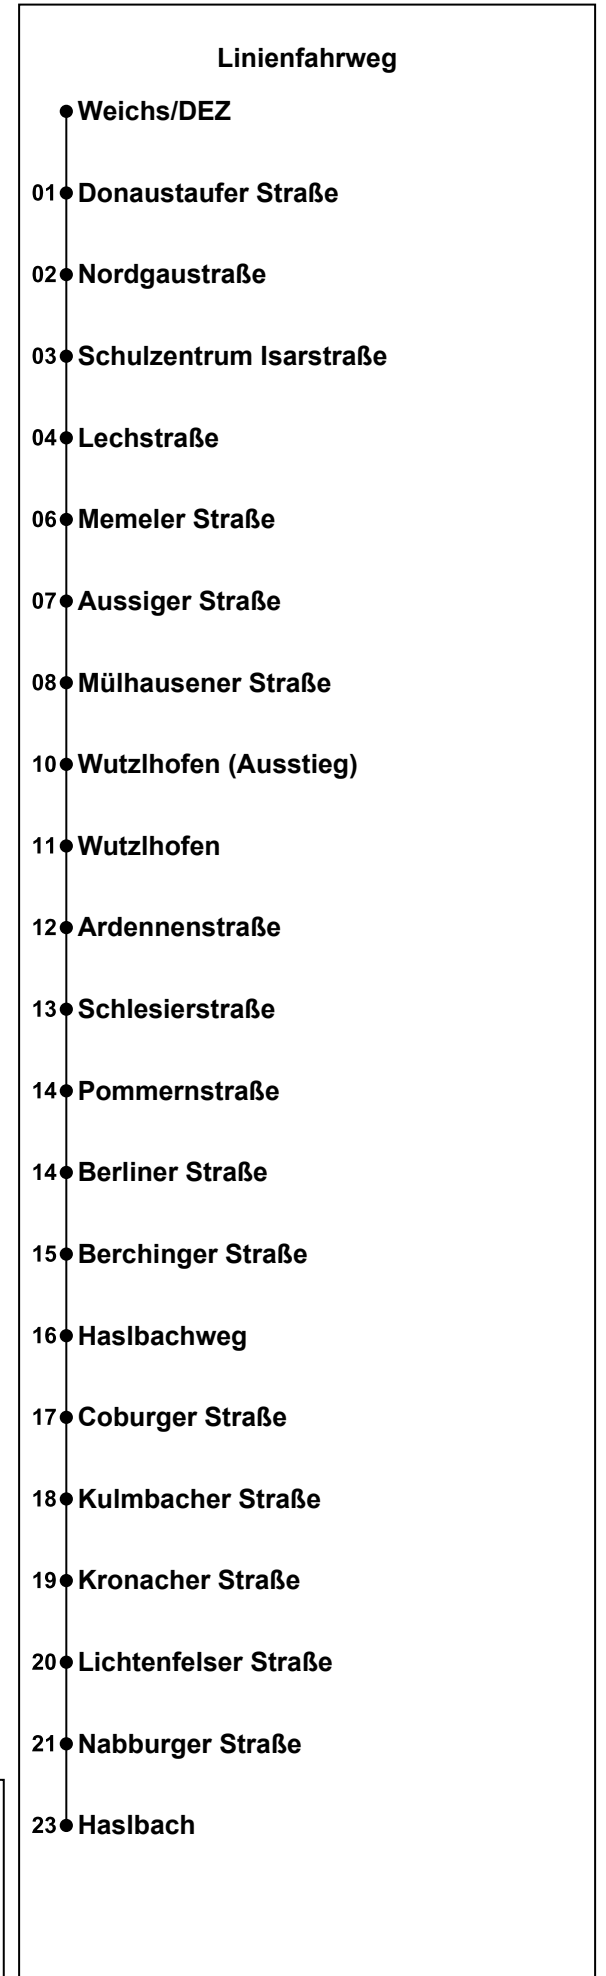 Linienfahrweg
Weichs/DEZ
01 Donaustaufer Straße
02 Nordgaustraße
03 Schulzentrum Isarstraße
04 Lechstraße
06 Memeler Straße
07 Aussiger Straße
08 Mülhausener Straße
10 Wutzlhofen (Ausstieg)
11 Wutzlhofen
12 Ardennenstraße
13 Schlesierstraße
14 Pommernstraße
14 Berliner Straße
15 Berchinger Straße
16 Haslbachweg
17 Coburger Straße
18 Kulmbacher Straße
19 Kronacher Straße
20 Lichtenfelser Straße
21 Nabburger Straße
23 Haslbach